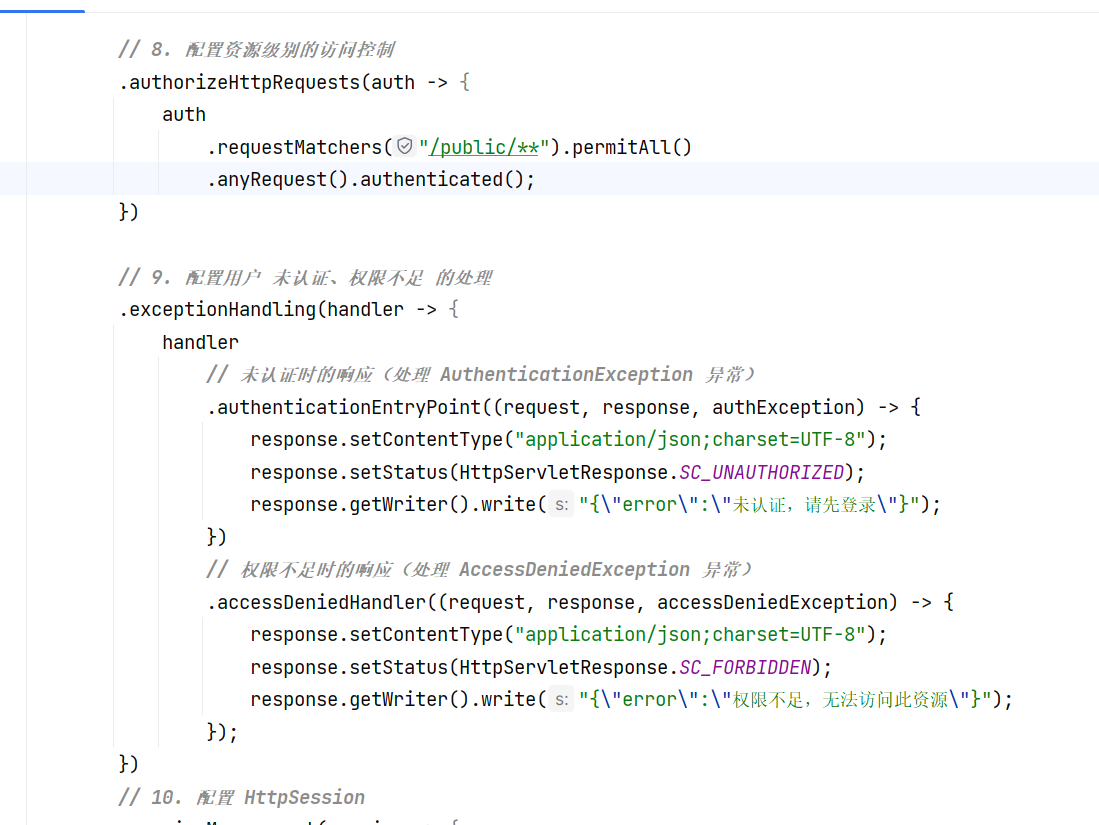 // 8. 配置资源级别的访问控制
.authorizeHttpRequests(auth -> {
auth
.requestMatchers("/public/**").permitAll()
.anyRequest().authenticated();
})
// 9. 配置用户 未认证、权限不足 的处理
.exceptionHandling(handler -> {
handler
// 未认证时的响应（处理 AuthenticationException 异常）
.authenticationEntryPoint((request, response, authException) -> {
response.setContentType("application/json;charset=UTF-8");
response.setStatus(HttpServletResponse.SC_UNAUTHORIZED);
response.getWriter().write( s: "{\"error\":\"未认证，请先登录\"}");
})
// 权限不足时的响应（处理 AccessDeniedException 异常）
.accessDeniedHandler((request, response, accessDeniedException) -> {
response.setContentType("application/json;charset=UTF-8");
response.setStatus(HttpServletResponse.SC_FORBIDDEN);
response.getWriter().write( s: "{\"error\":\"权限不足，无法访问此资源\"}");
});
})
// 10. 配置 HttpSession